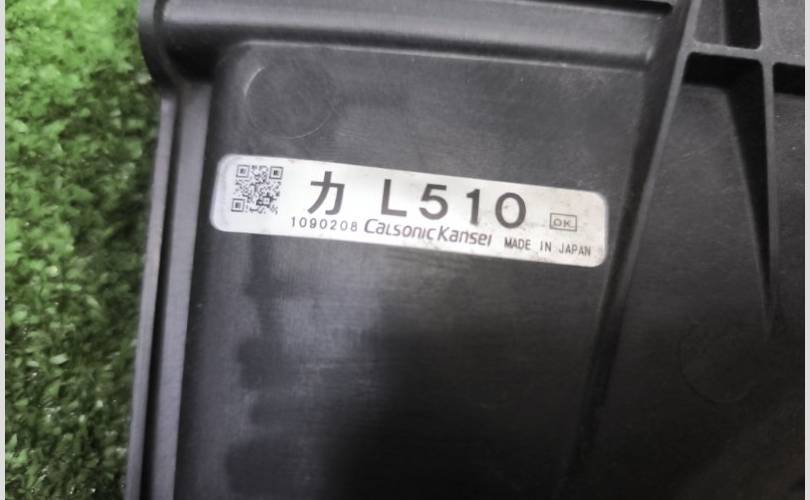 カ L510 OK
1090208 CalsonicKansei MADE IN JAPAN